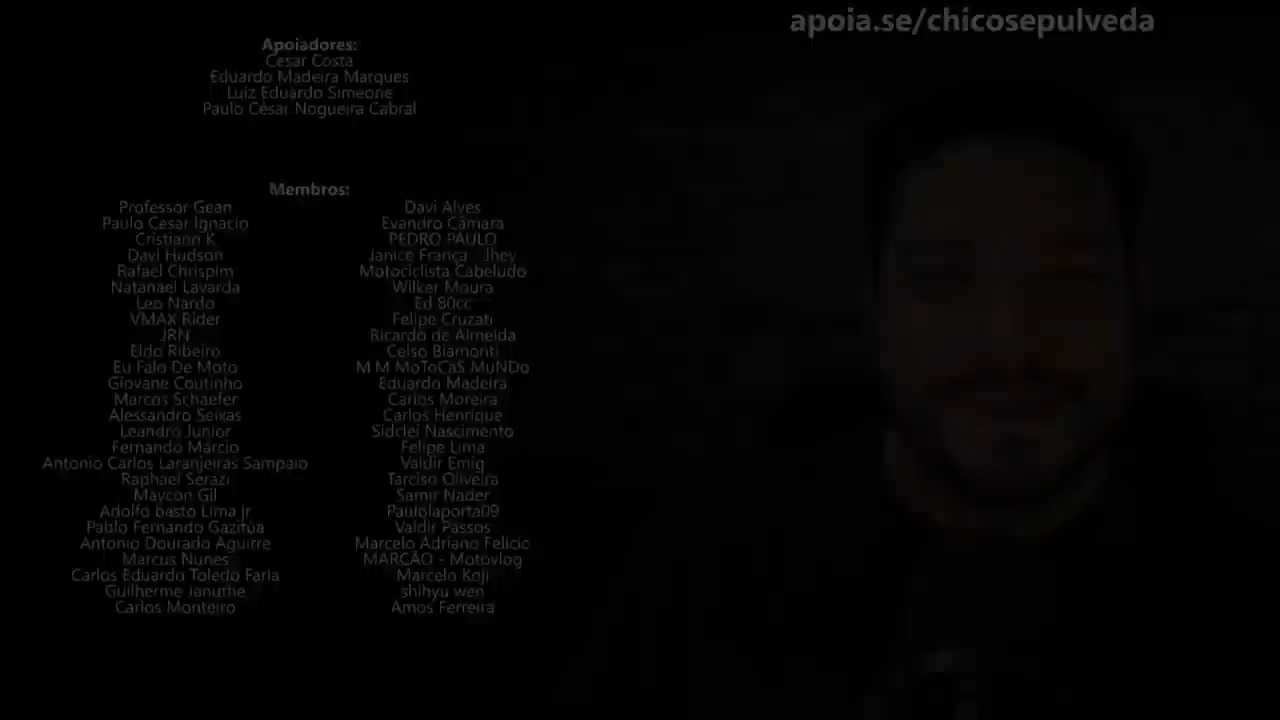 apoia.se/chicosepulveda
Apoiadores:
Cesar Costa
Eduardo Madeira Marques
Luiz Eduardo Simeone
Paulo César Nogueira Cabral
Membros:
Professor Gean
Paulo Cesar Ignacio
Cristiano K
Davi Hudson
Rafael Chrispim
Natanael Lavarda
Leo Nardo
VMAX Rider
JRN
Eldo Ribeiro
Eu Falo De Moto
Giovane Coutinho
Marcos Schaefer
Alessandro Seixas
Leandro Junior
Fernando Márcio
Antonio Carlos Laranjeiras Sampaio
Raphael Serazi
Maycon Gil
Adolfo basto Lima jr
Pablo Fernando Gazitúa
Antonio Dourado Aguirre
Marcus Nunes
Carlos Eduardo Toledo Faria
Guilherme Januthe
Carlos Monteiro
Davi Alves
Evandro Câmara
PEDRO PAULO
Janice França _Jhey_
Motociclista Cabeludo
Wilker Moura
Ed 80cc
Felipe Cruzati
Ricardo de Almeida
Celso Biamonti
M M MoToCaS MuNDo
Eduardo Madeira
Carlos Moreira
Carlos Henrique
Sidclei Nascimento
Felipe Lima
Valdir Emig
Tarciso Oliveira
Samir Nader
Paulolaporta09
Valdir Passos
Marcelo Adriano Felicio
MARCÃO - Motovlog
Marcelo Koji
shihyu wen
Amos Ferreira